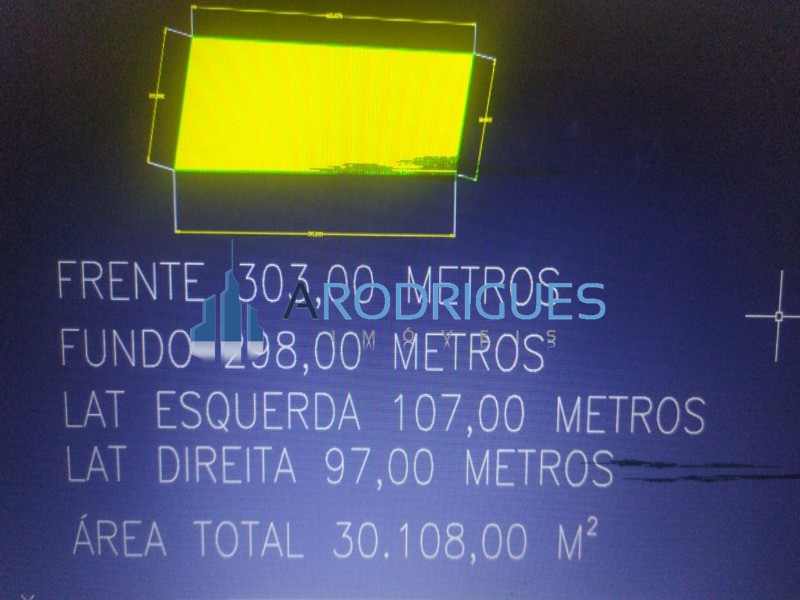 FRENTE 303,00 METROS
ARODRIGUES
IMÓVEIS
FUNDO 298,00 METROS
LAT ESQUERDA 107,00 METROS
LAT DIREITA 97,00 METROS
ÁREA TOTAL 30.108,00 M²